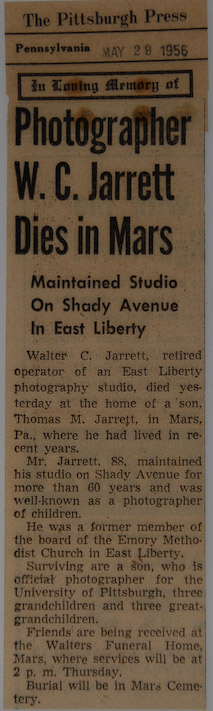 The Pittsburgh Press
Pennsylvania MAY 29 1956
In Loving Memory of
Photographer
W. C. Jarrett
Dies in Mars
Maintained Studio
On Shady Avenue
In East Liberty
Walter C. Jarrett, retired
operator of an East Liberty
photography studio, died yes-
terday at the home of a son,
Thomas M. Jarrett, in Mars,
Pa., where he had lived in re-
cent years.
Mr. Jarrett, 88, maintained
his studio on Shady Avenue for
more than 60 years and was
well-known as a photographer
of children.
He was a former member of
the board of the Emory Metho-
dist Church in East Liberty.
Surviving are a son, who is
official photographer for the
University of Pittsburgh, three
grandchildren and three great-
grandchildren.
Friends are being received at
the Walters Funeral Home,
Mars, where services will be at
2 p. m. Thursday.
Burial will be in Mars Ceme-
tery.